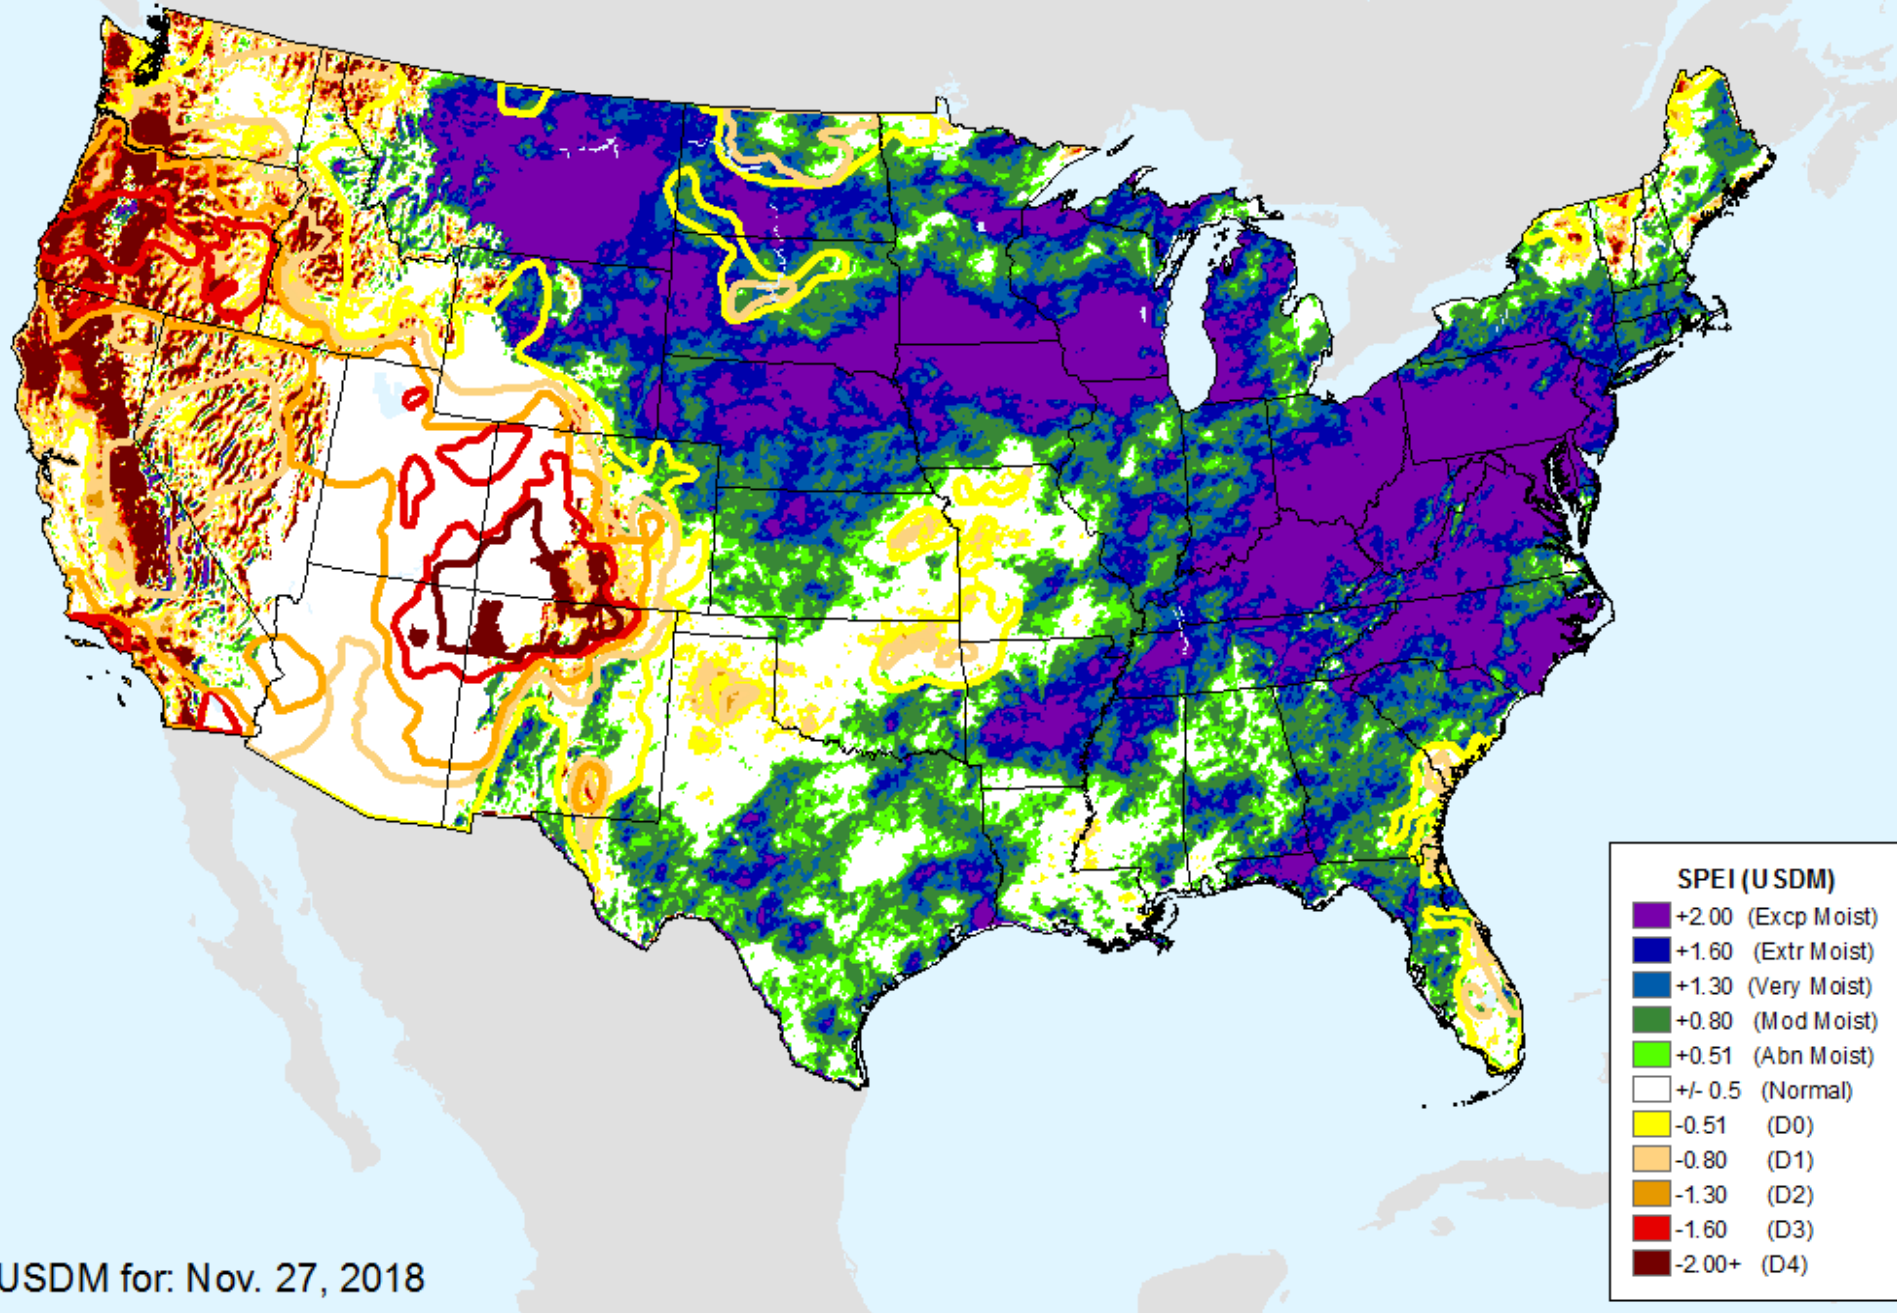 SPEI (USDM)
+2.00 (Excp Moist)
+1.60 (Extr Moist)
+1.30 (Very Moist)
+0.80 (Mod Moist)
+0.51 (Abn Moist)
+/- 0.5 (Normal)
-0.51 (D0)
-0.80 (D1)
-1.30 (D2)
-1.60 (D3)
-2.00+ (D4)
USDM for: Nov. 27, 2018